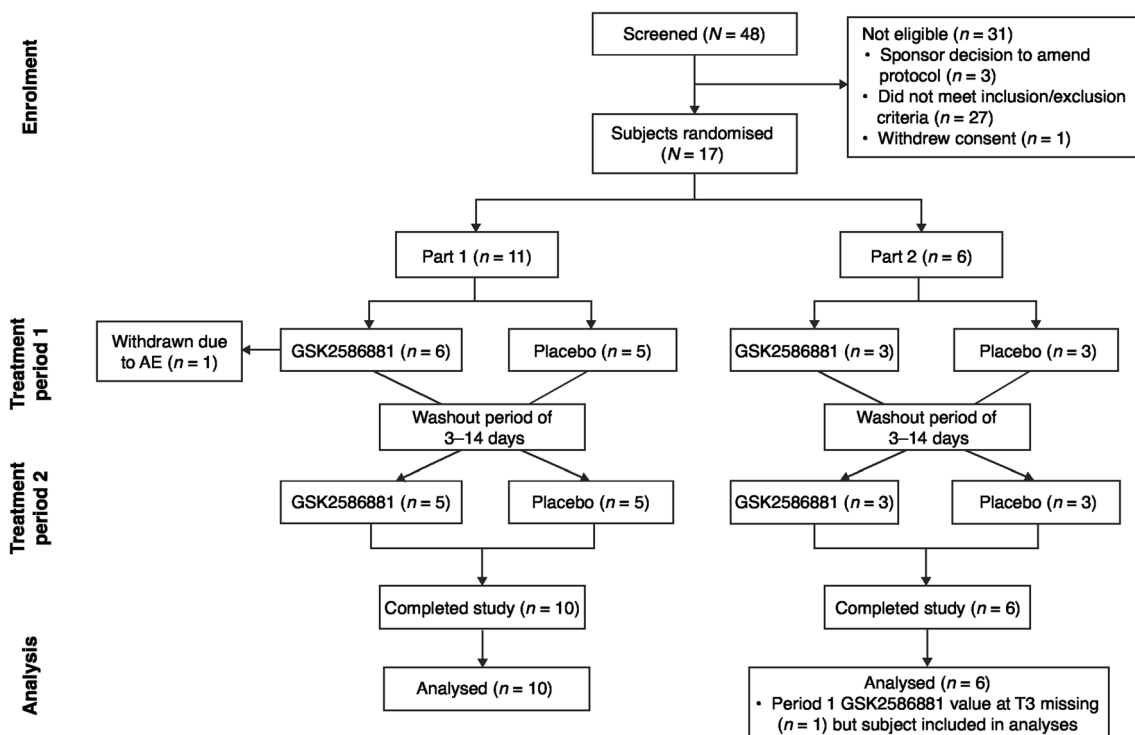 Enrolment
Screened (N = 48)
Not eligible (n = 31)
• Sponsor decision to amend
protocol (n = 3)
• Did not meet inclusion/exclusion
criteria (n = 27)
• Withdrew consent (n = 1)
Subjects randomised
(N = 17)
Part 1 (n = 11)
Part 2 (n = 6)
Treatment
period 1
Withdrawn due
to AE (n = 1)
GSK2586881 (n = 6)
Placebo (n = 5)
GSK2586881 (n = 3)
Placebo (n = 3)
Washout period of
3–14 days
Washout period of
3–14 days
Treatment
period 2
GSK2586881 (n = 5)
Placebo (n = 5)
GSK2586881 (n = 3)
Placebo (n = 3)
Completed study (n = 10)
Completed study (n = 6)
Analysis
Analysed (n = 10)
Analysed (n = 6)
• Period 1 GSK2586881 value at T3 missing
(n = 1) but subject included in analyses